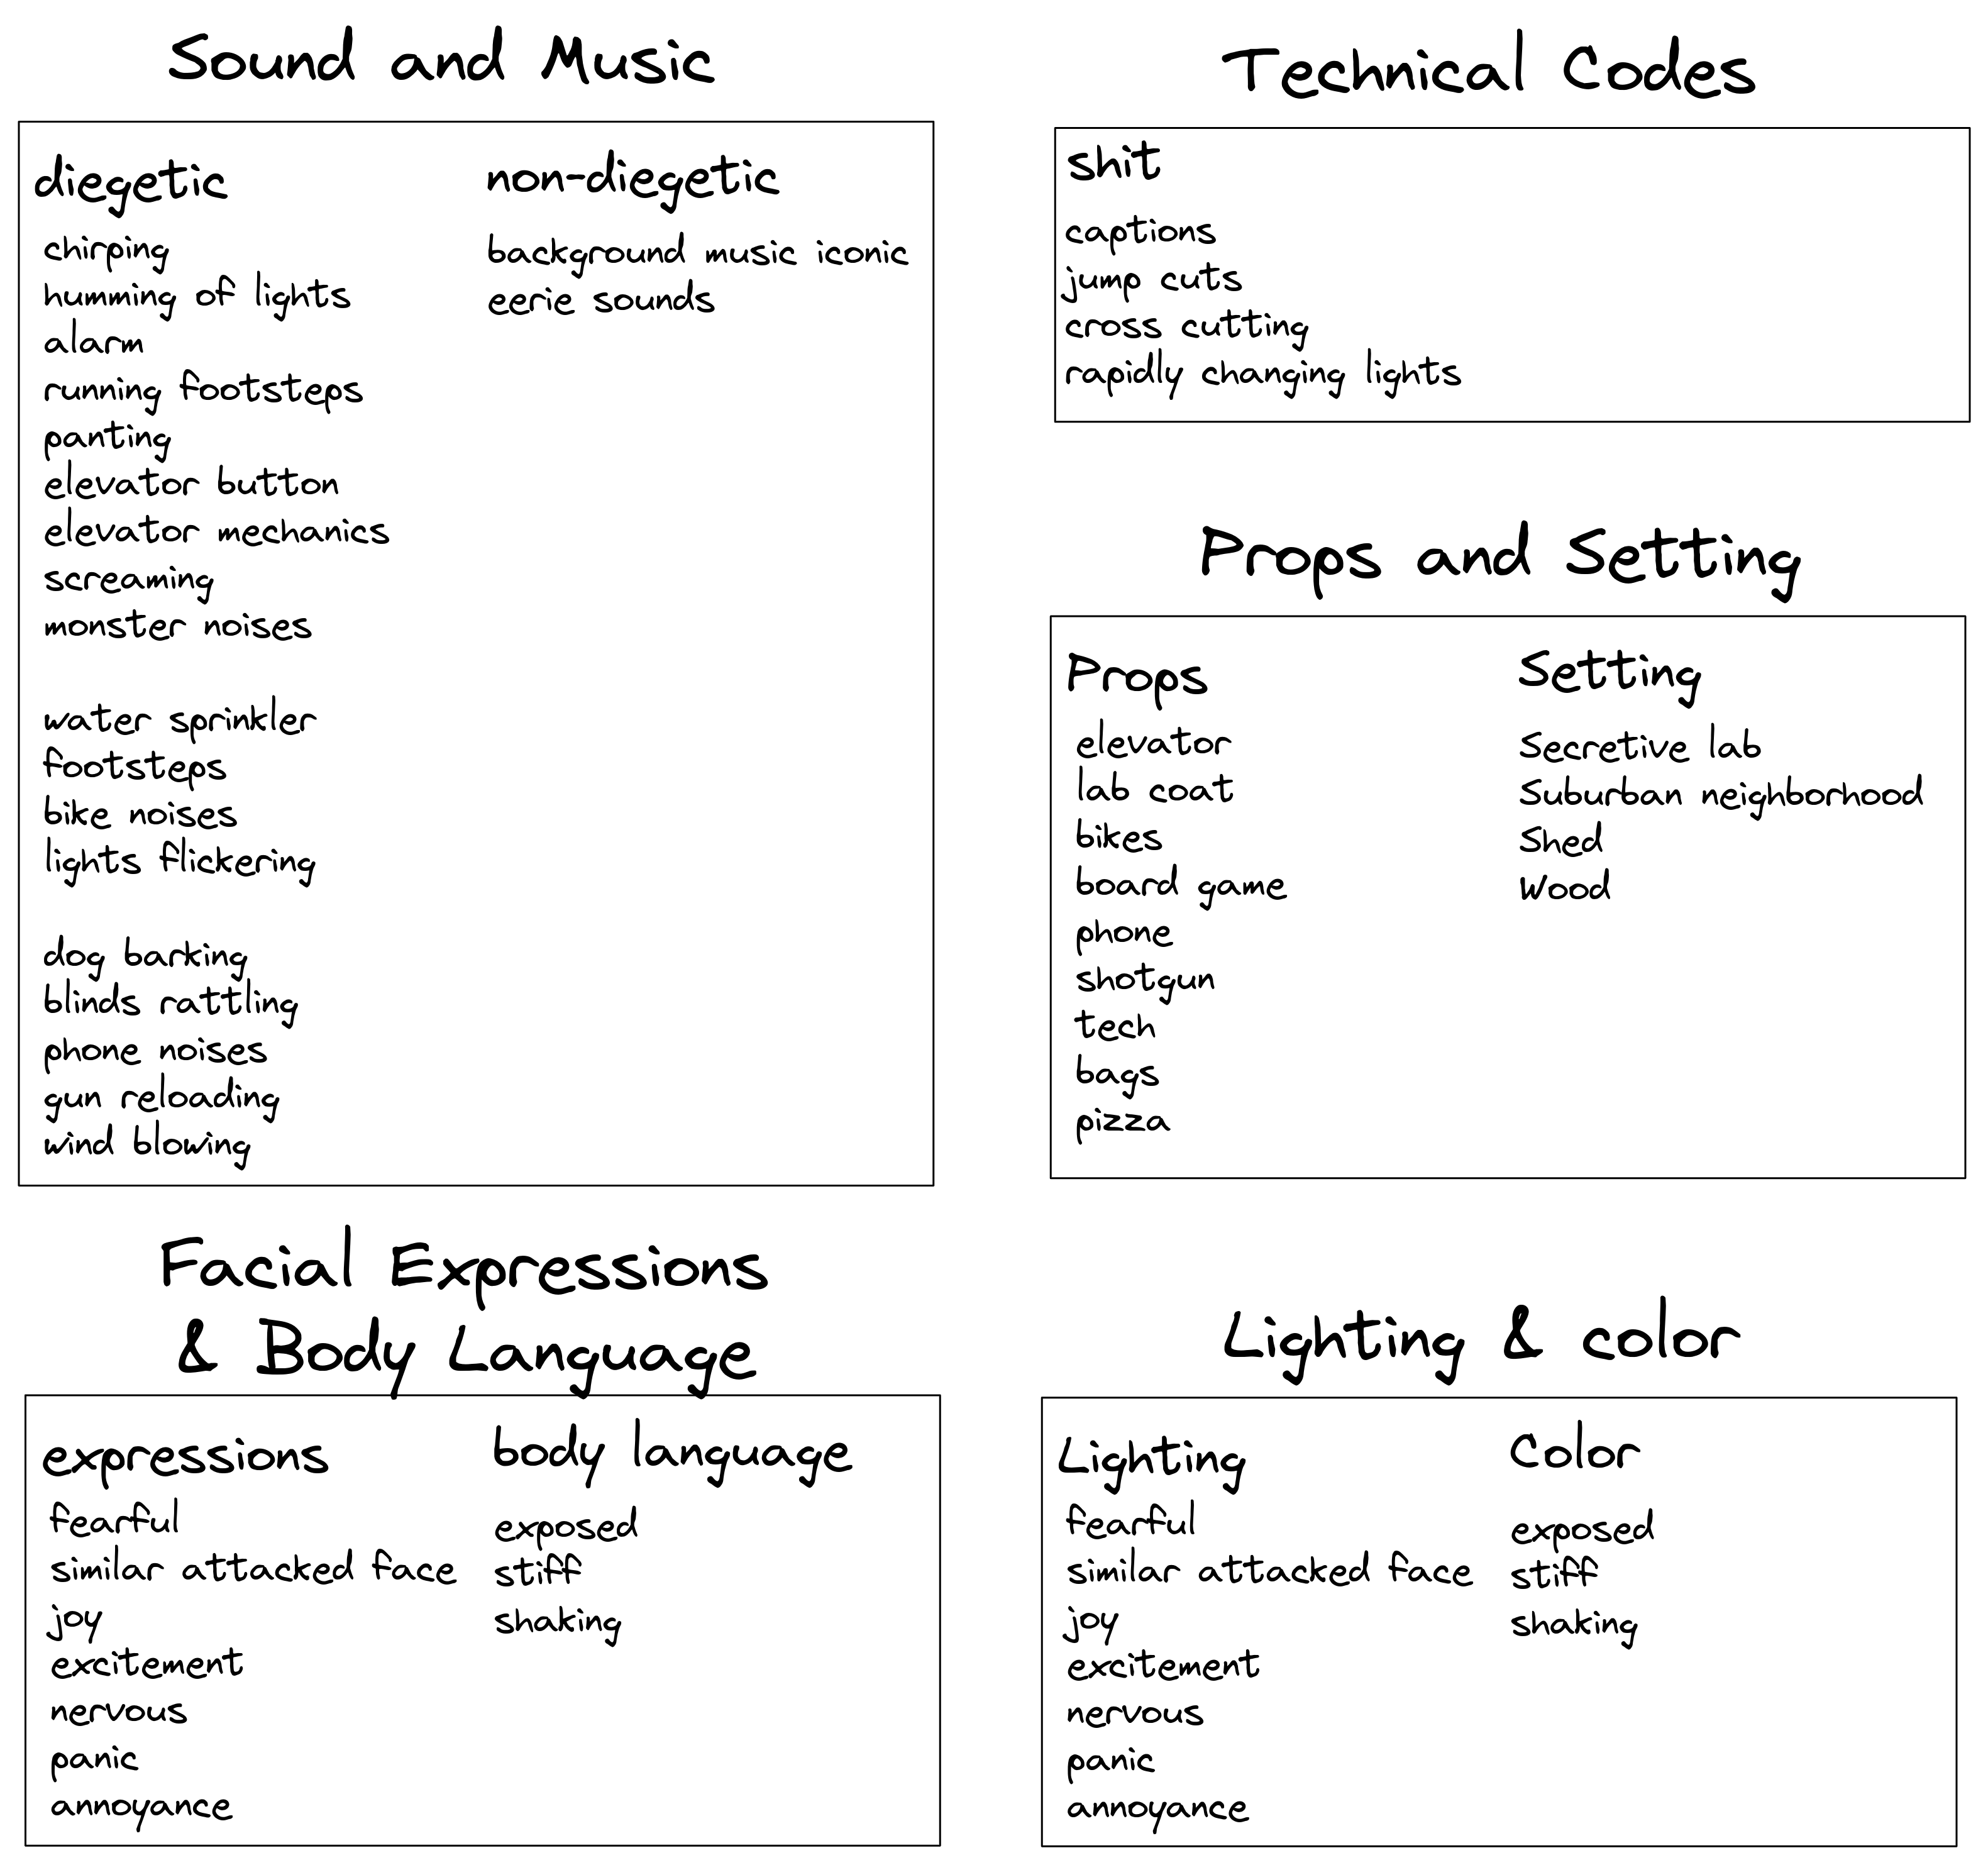 Sound and Music
diegetic
chirping
humming of lights
alarm
running footsteps
panting
elevator button
elevator mechanics
screaming
monster noises
water sprinkler
footsteps
bike noises
lights flickering
dog barking
blinds rattling
phone noises
gun reloading
wind blowing
non-diegetic
background music iconic
eerie sounds
Technical Codes
shit
captions
jump cuts
cross cutting
rapidly changing lights
Props and Setting
Props
elevator
lab coat
bikes
board game
phone
shotgun
tech
bags
pizza
Setting
Secretive lab
Suburban neighborhood
Shed
Wood
Facial Expressions
& Body Language
expressions
fearful
similar attacked face
joy
excitement
nervous
panic
annoyance
body language
exposed
stiff
shaking
Lighting & color
Lighting
fearful
similar attacked face
joy
excitement
nervous
panic
annoyance
Color
exposed
stiff
shaking